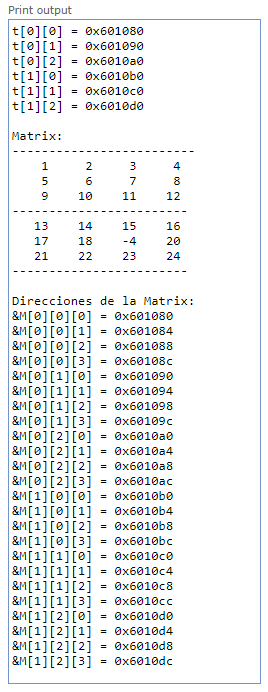 Print output
t[0][0] = 0x601080
t[0][1] = 0x601090
t[0][2] = 0x6010a0
t[1][0] = 0x6010b0
t[1][1] = 0x6010c0
t[1][2] = 0x6010d0
Matrix:
-------------------------
1 2 3 4
5 6 7 8
9 10 11 12
------------------------
13 14 15 16
17 18 -4 20
21 22 23 24
------------------------
Direcciones de la Matrix:
&M[0][0][0] = 0x601080
&M[0][0][1] = 0x601084
&M[0][0][2] = 0x601088
&M[0][0][3] = 0x60108c
&M[0][1][0] = 0x601090
&M[0][1][1] = 0x601094
&M[0][1][2] = 0x601098
&M[0][1][3] = 0x60109c
&M[0][2][0] = 0x6010a0
&M[0][2][1] = 0x6010a4
&M[0][2][2] = 0x6010a8
&M[0][2][3] = 0x6010ac
&M[1][0][0] = 0x6010b0
&M[1][0][1] = 0x6010b4
&M[1][0][2] = 0x6010b8
&M[1][0][3] = 0x6010bc
&M[1][1][0] = 0x6010c0
&M[1][1][1] = 0x6010c4
&M[1][1][2] = 0x6010c8
&M[1][1][3] = 0x6010cc
&M[1][2][0] = 0x6010d0
&M[1][2][1] = 0x6010d4
&M[1][2][2] = 0x6010d8
&M[1][2][3] = 0x6010dc